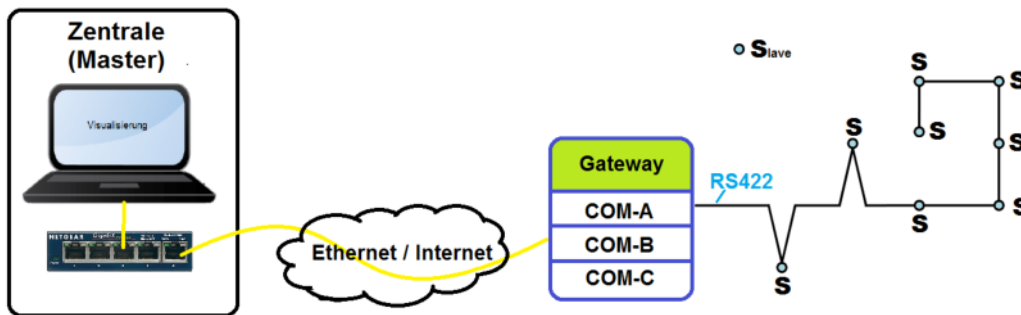 Zentrale
(Master)
Visualisierung
NETGEAR
Ethernet / Internet
Gateway
COM-A
COM-B
COM-C
RS422
Slave
S
S
S
S
S
S
S
S
S